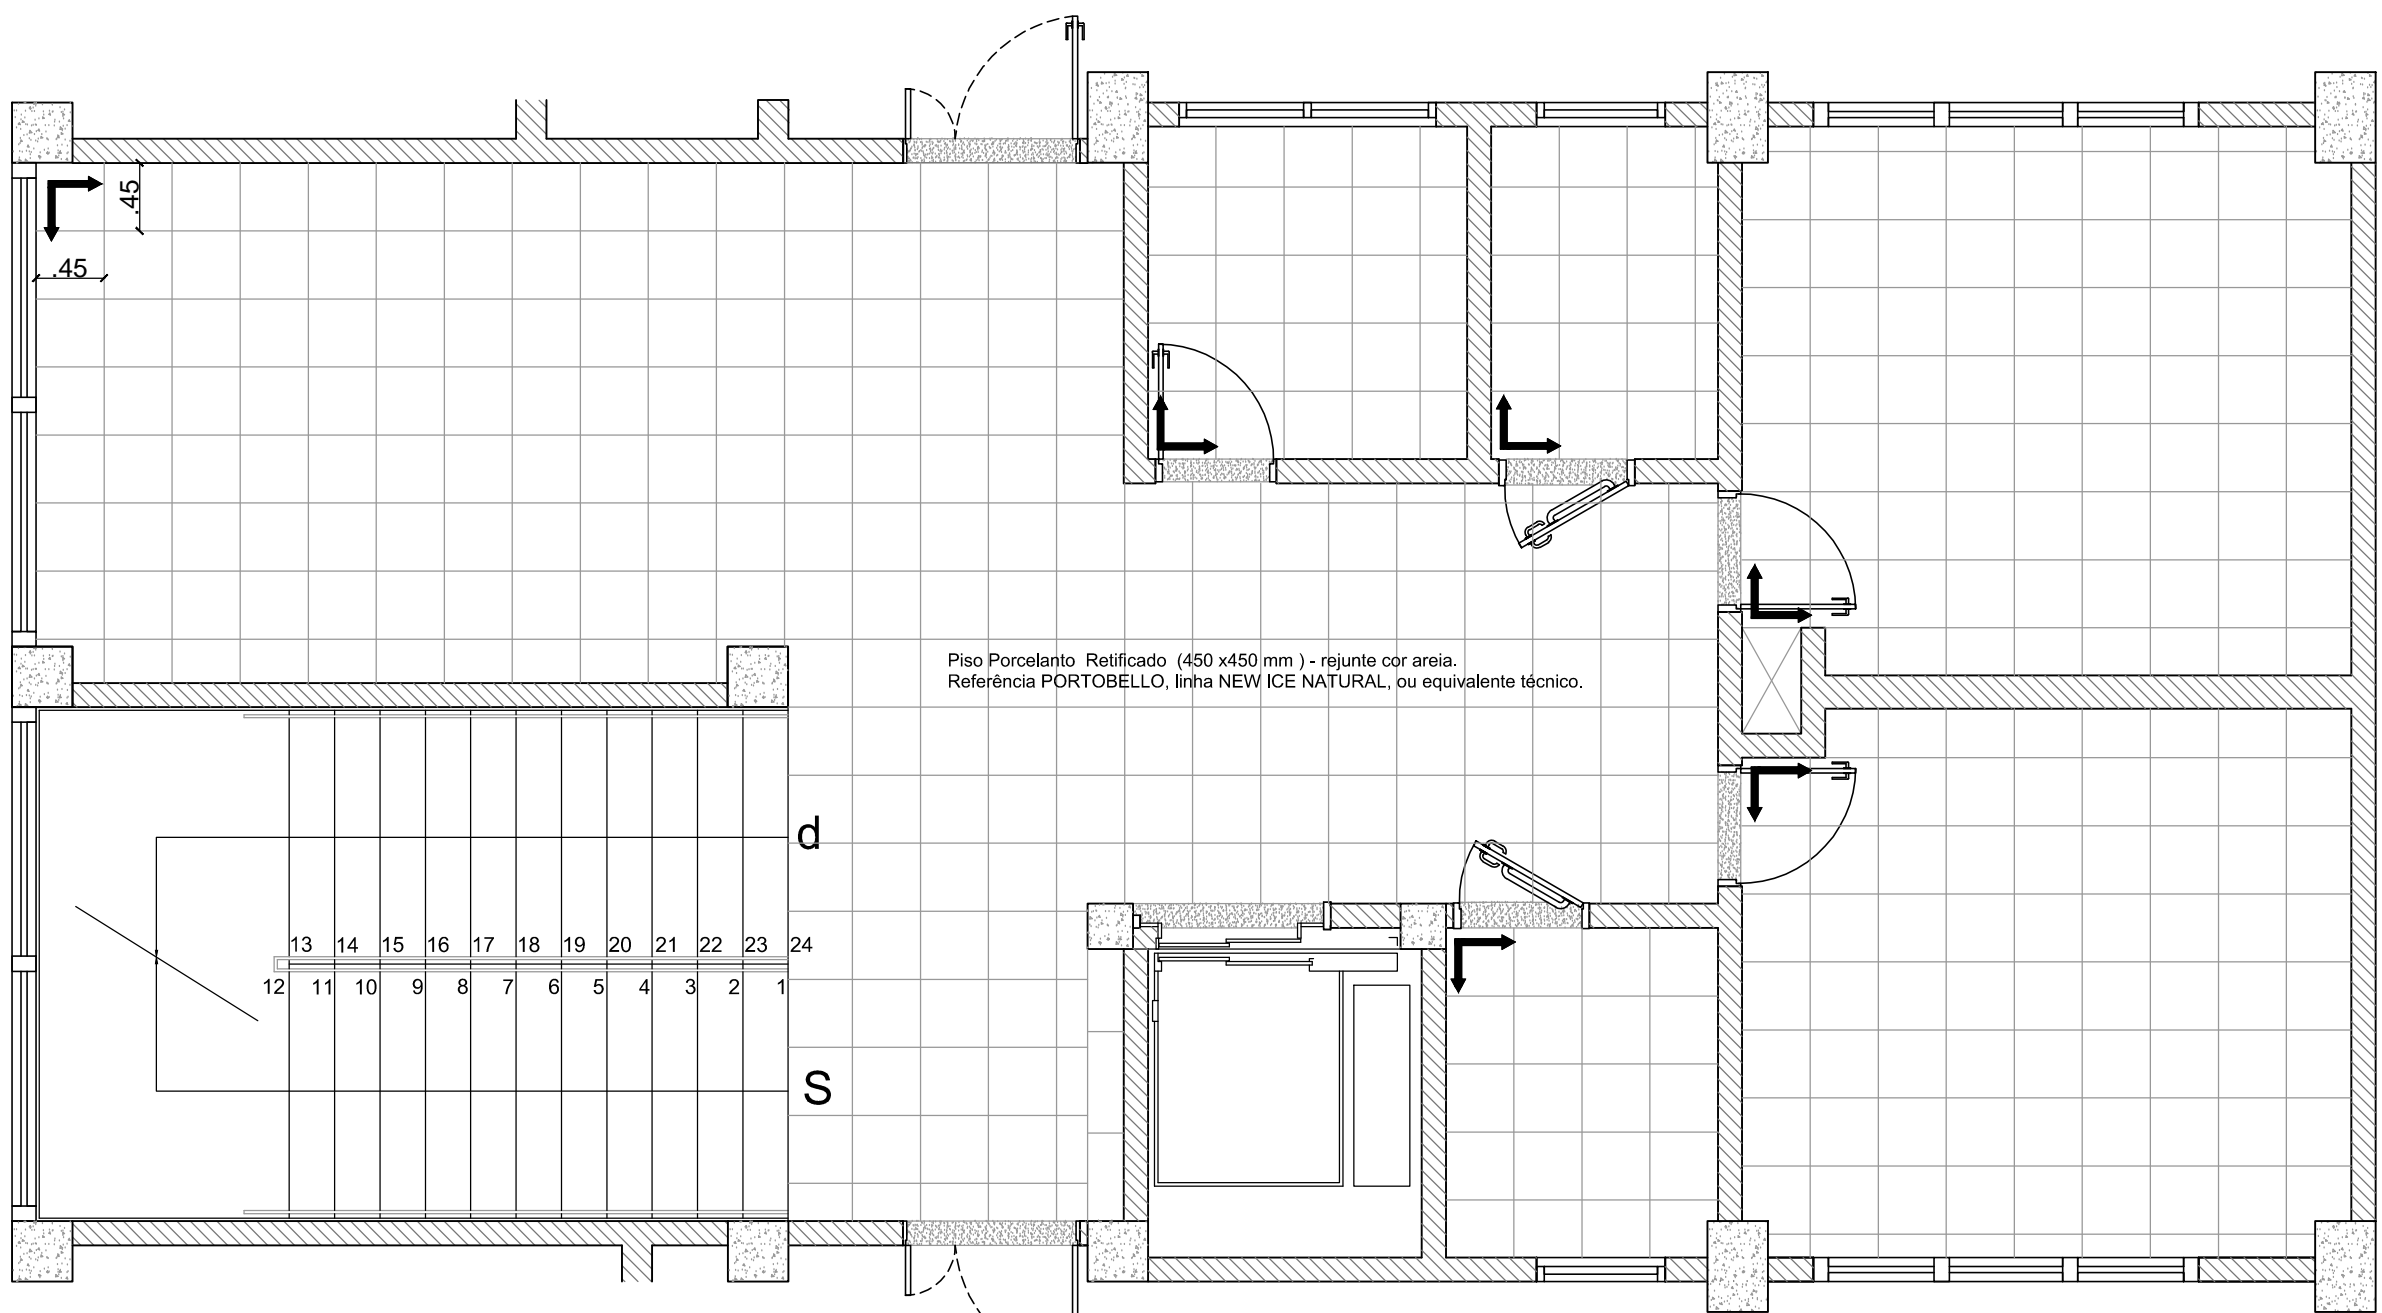 .45
.45
Piso Porcelanto Retificado (450 x450 mm ) - rejunte cor areia.
Referência PORTOBELLO, linha NEW ICE NATURAL, ou equivalente técnico.
d
13 14 15 16 17 18 19 20 21 22 23 24
12 11 10 9 8 7 6 5 4 3 2 1
S